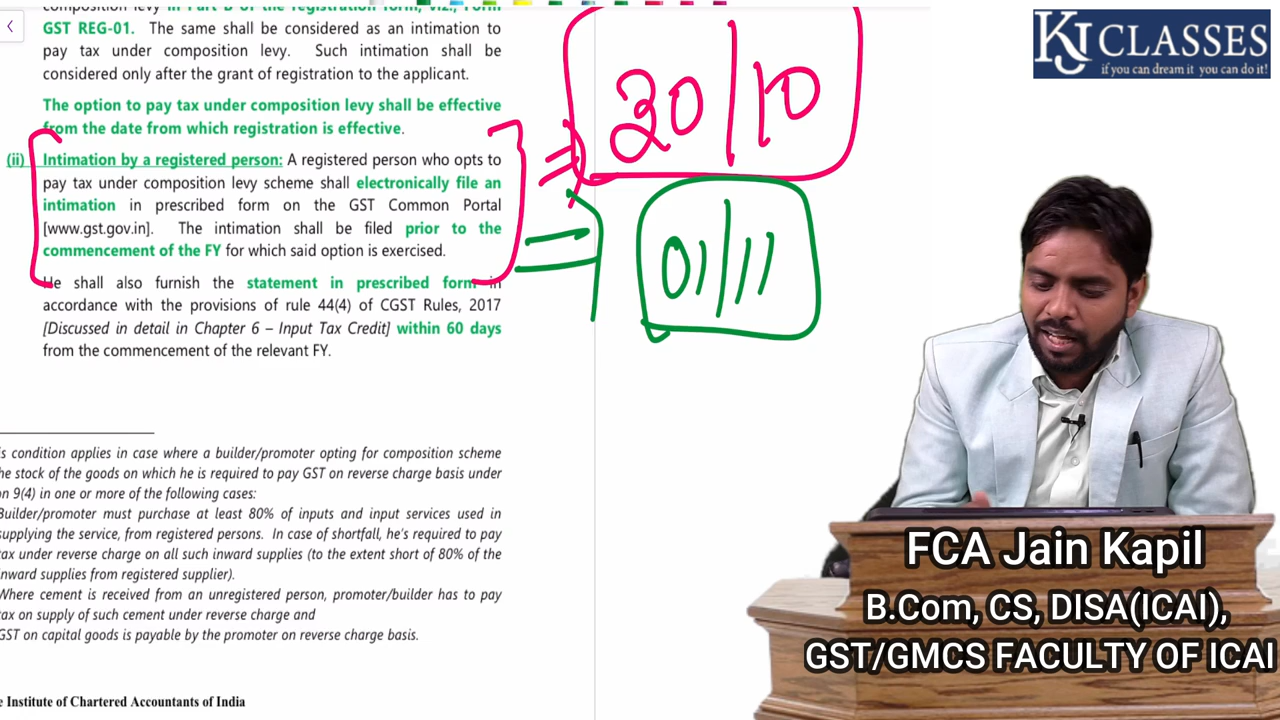 composition levy in Part B of the registration form, viz., Form
GST REG-01. The same shall be considered as an intimation to
pay tax under composition levy. Such intimation shall be
considered only after the grant of registration to the applicant.
The option to pay tax under composition levy shall be effective
from the date from which registration is effective.
(ii) Intimation by a registered person: A registered person who opts to
pay tax under composition levy scheme shall electronically file an
intimation in prescribed form on the GST Common Portal
[www.gst.gov.in]. The intimation shall be filed prior to the
commencement of the FY for which said option is exercised.
He shall also furnish the statement in prescribed form in
accordance with the provisions of rule 44(4) of CGST Rules, 2017
[Discussed in detail in Chapter 6 – Input Tax Credit] within 60 days
from the commencement of the relevant FY.
is condition applies in case where a builder/promoter opting for composition scheme
he stock of the goods on which he is required to pay GST on reverse charge basis under
on 9(4) in one or more of the following cases:
Builder/promoter must purchase at least 80% of inputs and input services used in
supplying the service, from registered persons. In case of shortfall, he's required to pay
tax under reverse charge on all such inward supplies (to the extent short of 80% of the
inward supplies from registered supplier).
Where cement is received from an unregistered person, promoter/builder has to pay
tax on supply of such cement under reverse charge and
GST on capital goods is payable by the promoter on reverse charge basis.
e Institute of Chartered Accountants of India
30/10
01/11
KJ CLASSES
if you can dream it you can do it!
FCA Jain Kapil
B.Com, CS, DISA(ICAI),
GST/GMCS FACULTY OF ICAI